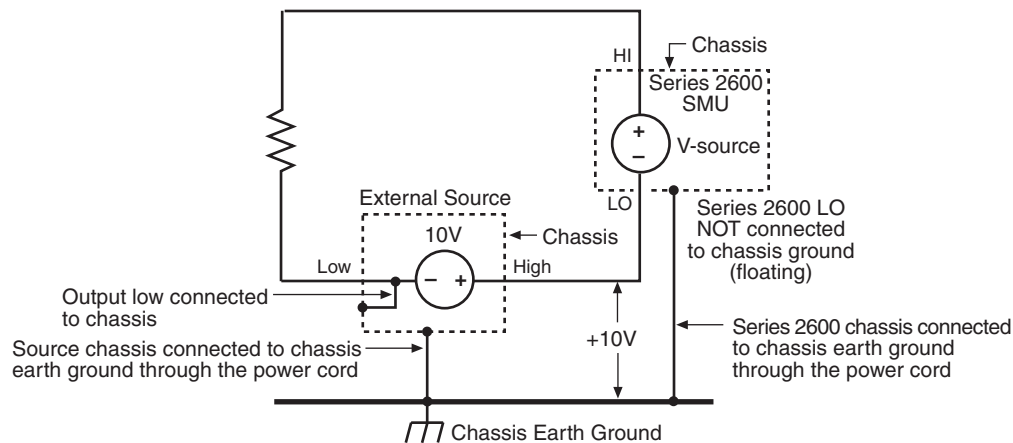 HI
Chassis
Series 2600
SMU
+
−
V-source
LO
Series 2600 LO
NOT connected
to chassis ground
(floating)
External Source
10V
Chassis
Low
− +
High
Output low connected
to chassis
Source chassis connected to chassis
earth ground through the power cord
+10V
Series 2600 chassis connected
to chassis earth ground
through the power cord
Chassis Earth Ground